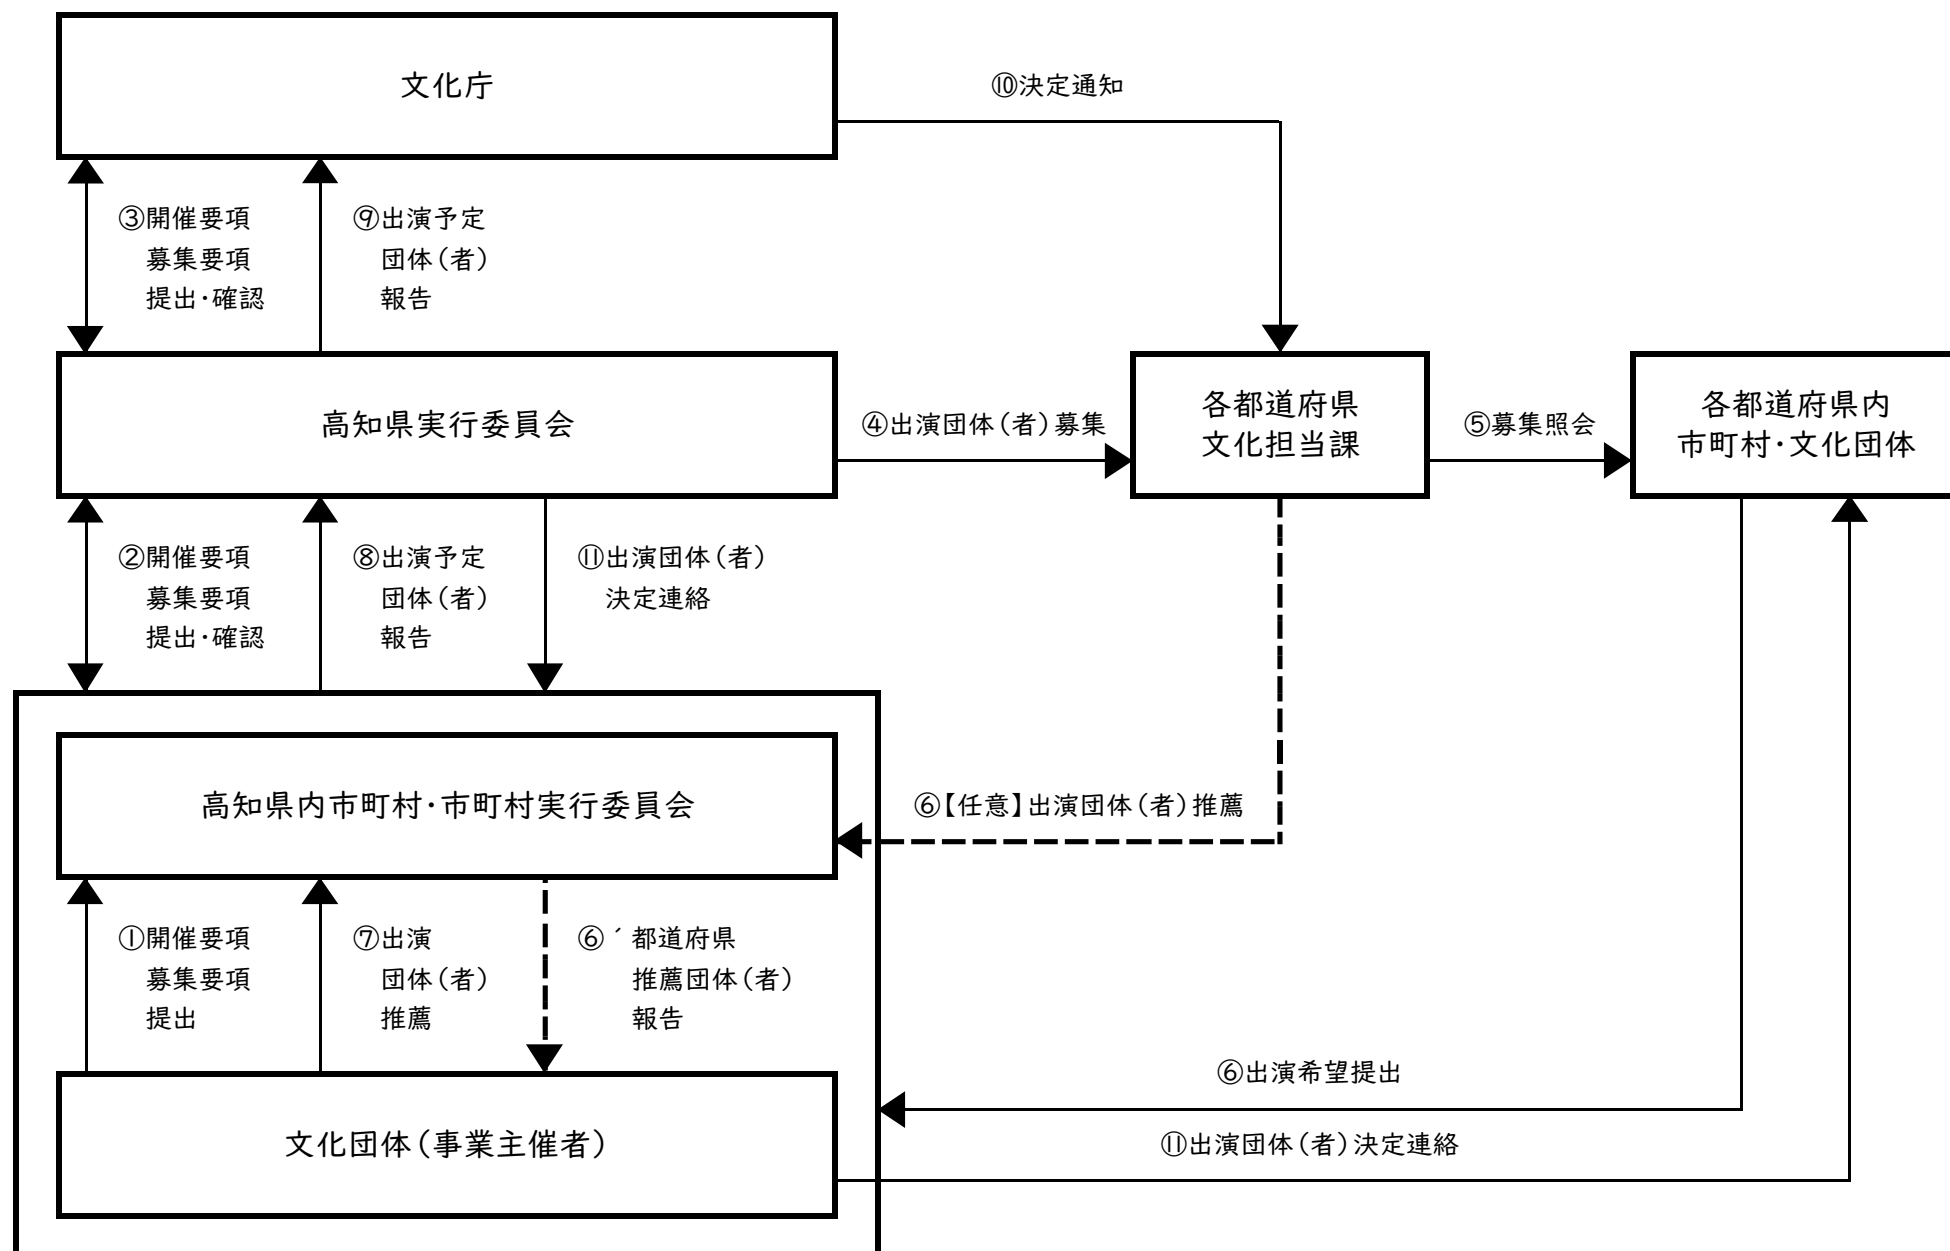 文化庁
⑩決定通知
③開催要項
募集要項
提出・確認
⑨出演予定
団体（者）
報告
高知県実行委員会
④出演団体（者）募集
各都道府県
文化担当課
⑤募集照会
各都道府県内
市町村・文化団体
②開催要項
募集要項
提出・確認
⑧出演予定
団体（者）
報告
⑪出演団体（者）
決定連絡
高知県内市町村・市町村実行委員会
⑥【任意】出演団体（者）推薦
①開催要項
募集要項
提出
⑦出演
団体（者）
推薦
⑥´都道府県
推薦団体（者）
報告
⑥出演希望提出
文化団体（事業主催者）
⑪出演団体（者）決定連絡